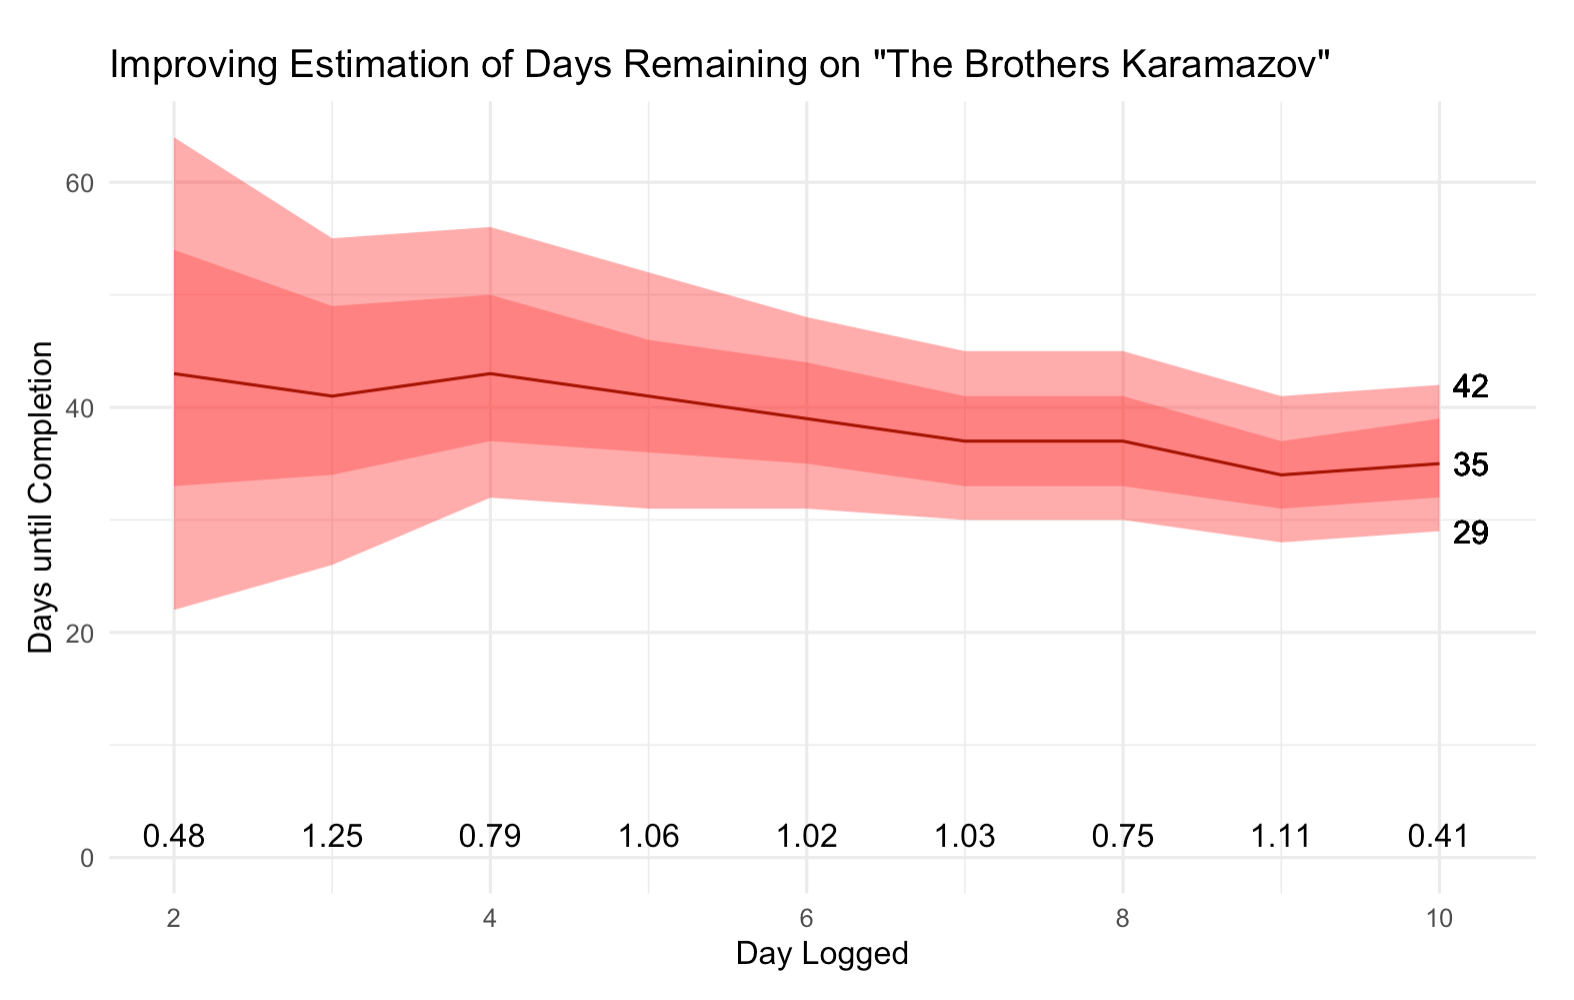 Improving Estimation of Days Remaining on "The Brothers Karamazov"
Days until Completion
60
40
20
0
42
35
29
0.48 1.25 0.79 1.06 1.02 1.03 0.75 1.11 0.41
2 4 6 8 10
Day Logged